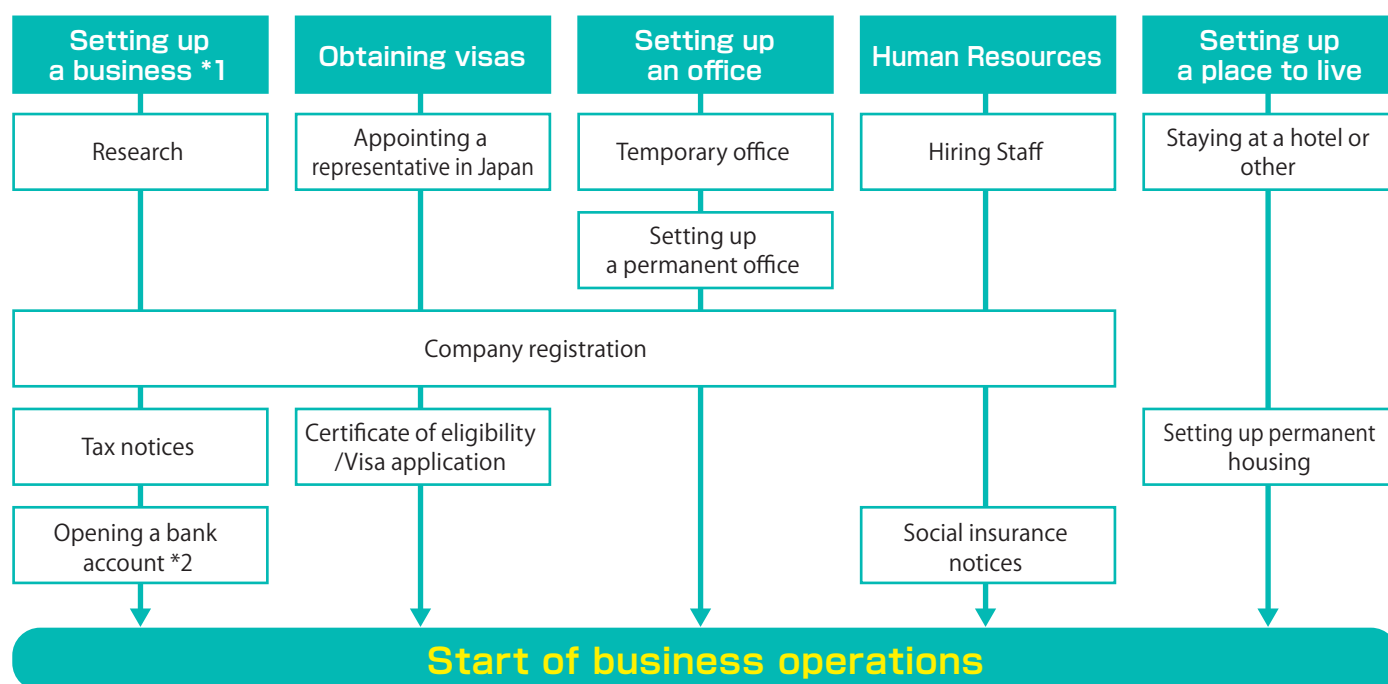 Setting up
a business *1
Obtaining visas
Setting up
an office
Human Resources
Setting up
a place to live
Research
Appointing a
representative in Japan
Temporary office
Hiring Staff
Staying at a hotel or
other
Setting up
a permanent office
Company registration
Tax notices
Certificate of eligibility
/Visa application
Setting up permanent
housing
Opening a bank
account *2
Social insurance
notices
Start of business operations